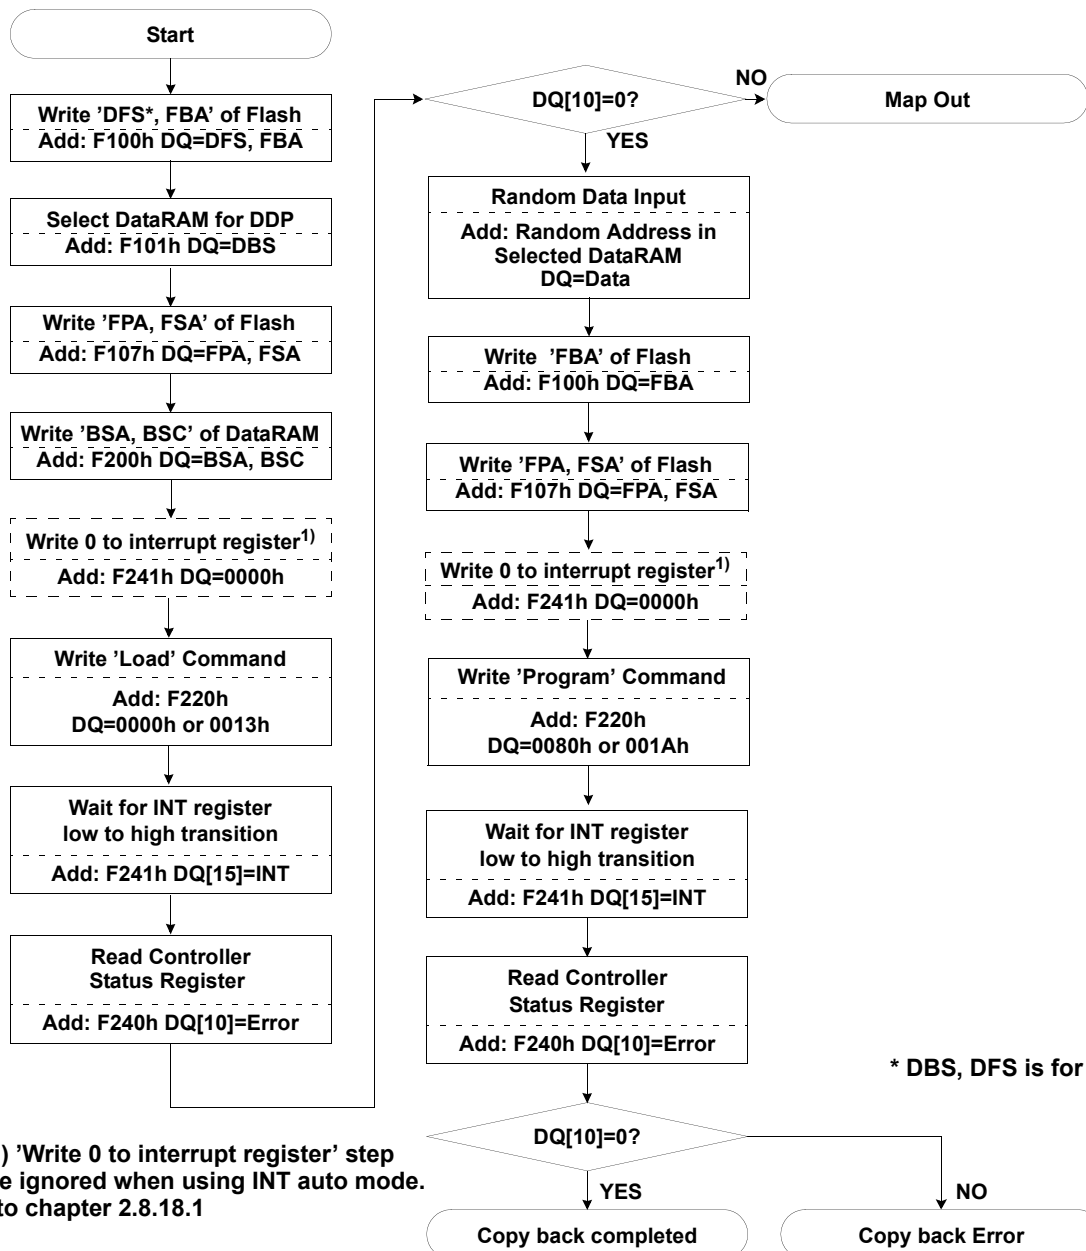 Start
Write 'DFS*, FBA' of Flash
Add: F100h DQ=DFS, FBA
Select DataRAM for DDP
Add: F101h DQ=DBS
Write 'FPA, FSA' of Flash
Add: F107h DQ=FPA, FSA
Write 'BSA, BSC' of DataRAM
Add: F200h DQ=BSA, BSC
Write 0 to interrupt register1)
Add: F241h DQ=0000h
Write 'Load' Command
Add: F220h
DQ=0000h or 0013h
Wait for INT register
low to high transition
Add: F241h DQ[15]=INT
Read Controller
Status Register
Add: F240h DQ[10]=Error
DQ[10]=0?
NO
Map Out
YES
Random Data Input
Add: Random Address in
Selected DataRAM
DQ=Data
Write 'FBA' of Flash
Add: F100h DQ=FBA
Write 'FPA, FSA' of Flash
Add: F107h DQ=FPA, FSA
Write 0 to interrupt register1)
Add: F241h DQ=0000h
Write 'Program' Command
Add: F220h
DQ=0080h or 001Ah
Wait for INT register
low to high transition
Add: F241h DQ[15]=INT
Read Controller
Status Register
Add: F240h DQ[10]=Error
DQ[10]=0?
YES
Copy back completed
NO
Copy back Error
* DBS, DFS is for
) 'Write 0 to interrupt register' step
e ignored when using INT auto mode.
to chapter 2.8.18.1